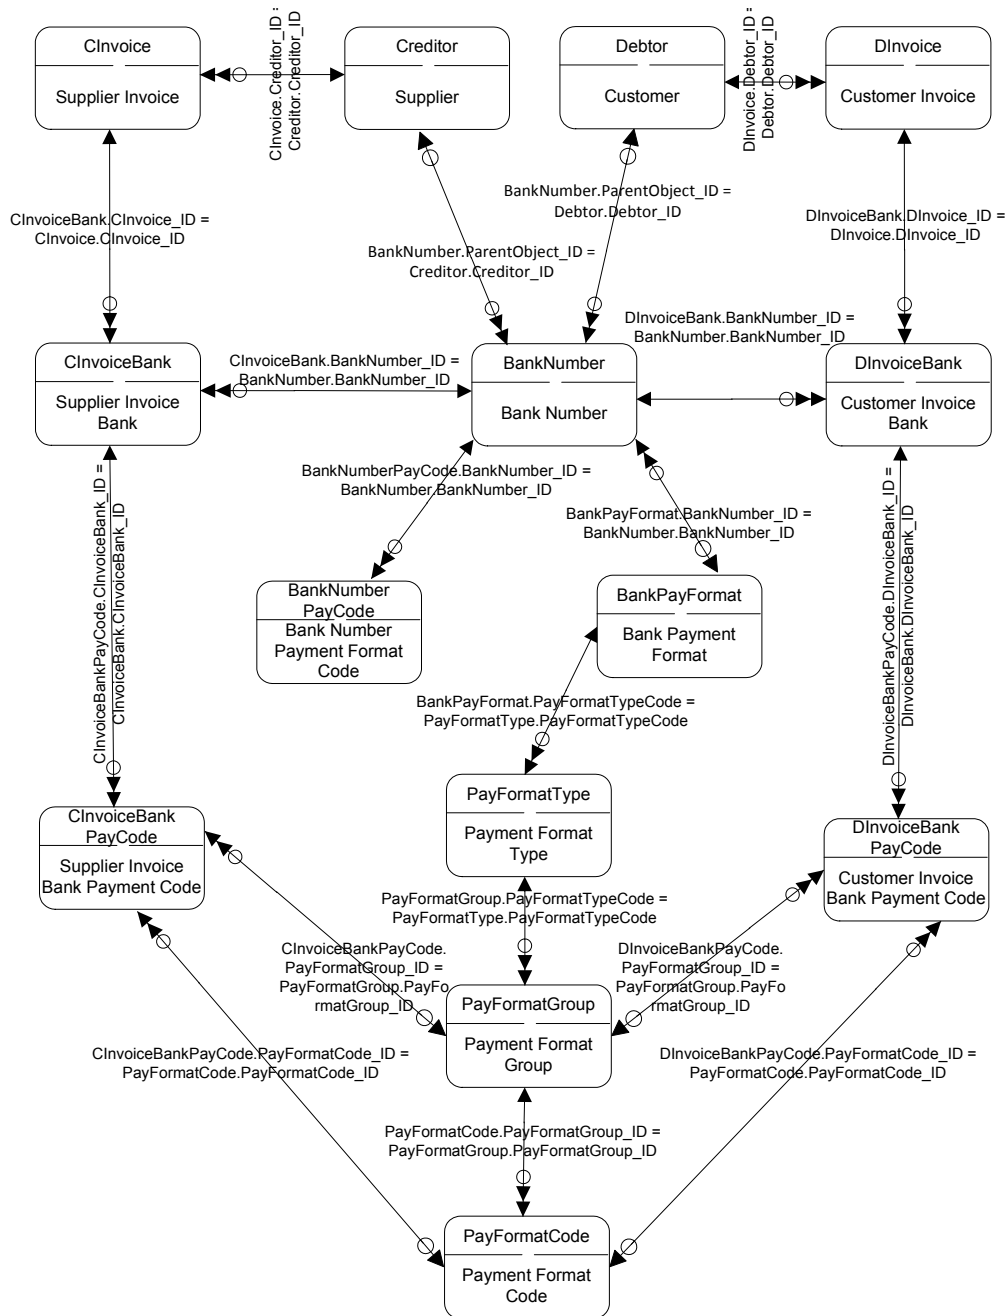 CInvoice
Supplier Invoice
CInvoice.Creditor_ID =
Creditor.Creditor_ID
Creditor
Supplier
Debtor
Customer
DInvoice.Debtor_ID =
Debtor.Debtor_ID
DInvoice
Customer Invoice
CInvoiceBank.CInvoice_ID =
CInvoice.CInvoice_ID
BankNumber.ParentObject_ID =
Creditor.Creditor_ID
BankNumber.ParentObject_ID =
Debtor.Debtor_ID
DInvoiceBank.DInvoice_ID =
DInvoice.DInvoice_ID
CInvoiceBank
Supplier Invoice
Bank
CInvoiceBank.BankNumber_ID =
BankNumber.BankNumber_ID
BankNumber
Bank Number
DInvoiceBank.BankNumber_ID =
BankNumber.BankNumber_ID
DInvoiceBank
Customer Invoice
Bank
BankNumberPayCode.BankNumber_ID =
BankNumber.BankNumber_ID
BankPayFormat.BankNumber_ID =
BankNumber.BankNumber_ID
CInvoiceBankPayCode.CInvoiceBank_ID =
CInvoiceBank.CInvoiceBank_ID
BankNumber
PayCode
Bank Number
Payment Format
Code
BankPayFormat
Bank Payment
Format
DInvoiceBankPayCode.DInvoiceBank_ID =
DInvoiceBank.DInvoiceBank_ID
BankPayFormat.PayFormatTypeCode =
PayFormatType.PayFormatTypeCode
CInvoiceBank
PayCode
Supplier Invoice
Bank Payment Code
PayFormatType
Payment Format
Type
DInvoiceBank
PayCode
Customer Invoice
Bank Payment Code
PayFormatGroup.PayFormatTypeCode =
PayFormatType.PayFormatTypeCode
CInvoiceBankPayCode.
PayFormatGroup_ID =
PayFormatGroup.PayFo
rmatGroup_ID
DInvoiceBankPayCode.
PayFormatGroup_ID =
PayFormatGroup.PayFo
rmatGroup_ID
PayFormatGroup
Payment Format
Group
CInvoiceBankPayCode.PayFormatCode_ID =
PayFormatCode.PayFormatCode_ID
DInvoiceBankPayCode.PayFormatCode_ID =
PayFormatCode.PayFormatCode_ID
PayFormatCode.PayFormatGroup_ID =
PayFormatGroup.PayFormatGroup_ID
PayFormatCode
Payment Format
Code